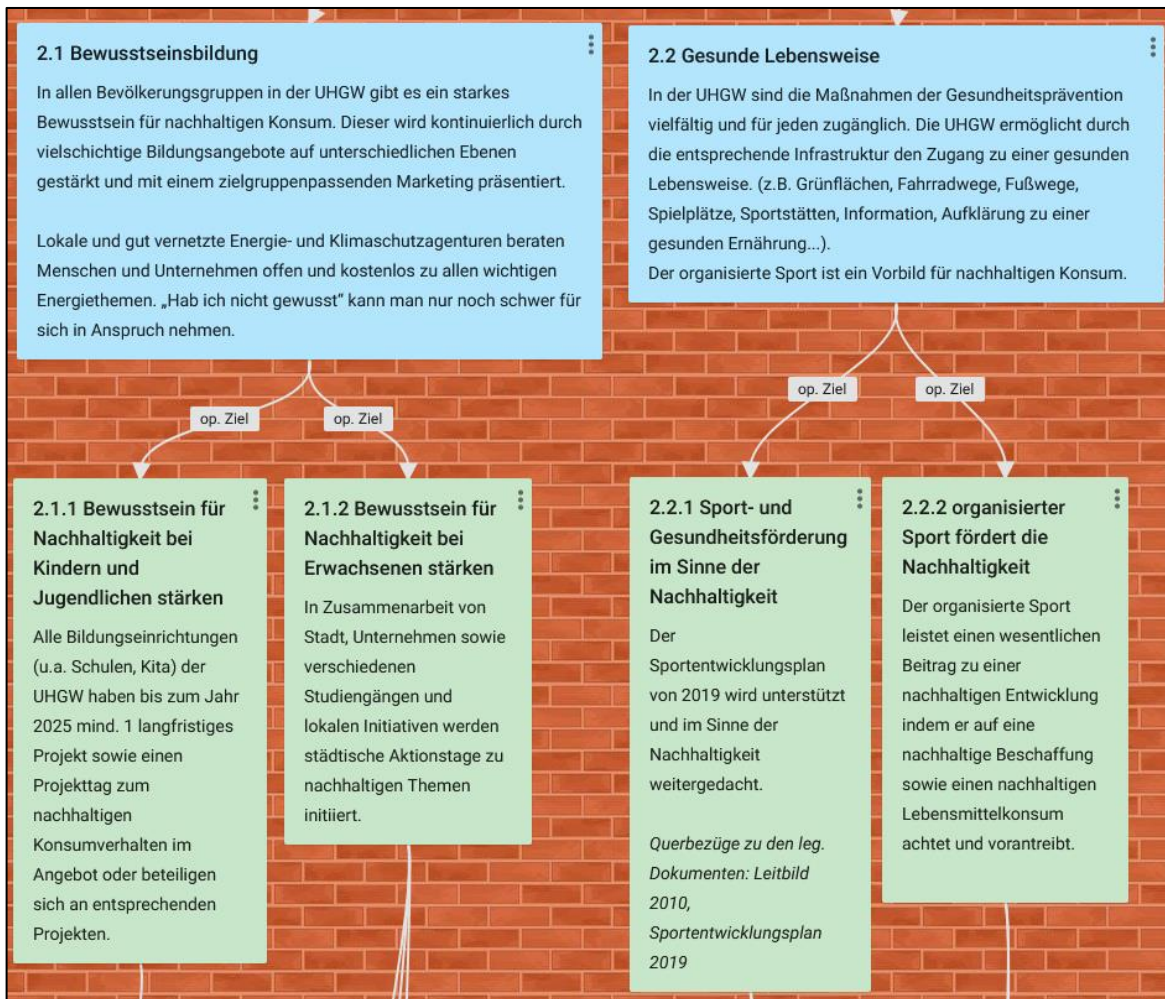 2.1 Bewusstseinsbildung
In allen Bevölkerungsgruppen in der UHGW gibt es ein starkes
Bewusstsein für nachhaltigen Konsum. Dieser wird kontinuierlich durch
vielschichtige Bildungsangebote auf unterschiedlichen Ebenen
gestärkt und mit einem zielgruppenpassenden Marketing präsentiert.
Lokale und gut vernetzte Energie- und Klimaschutzagenturen beraten
Menschen und Unternehmen offen und kostenlos zu allen wichtigen
Energiethemen. „Hab ich nicht gewusst“ kann man nur noch schwer für
sich in Anspruch nehmen.
2.2 Gesunde Lebensweise
In der UHGW sind die Maßnahmen der Gesundheitsprävention
vielfältig und für jeden zugänglich. Die UHGW ermöglicht durch
die entsprechende Infrastruktur den Zugang zu einer gesunden
Lebensweise. (z.B. Grünflächen, Fahrradwege, Fußwege,
Spielplätze, Sportstätten, Information, Aufklärung zu einer
gesunden Ernährung...).
Der organisierte Sport ist ein Vorbild für nachhaltigen Konsum.
op. Ziel
op. Ziel
op. Ziel
op. Ziel
2.1.1 Bewusstsein für
Nachhaltigkeit bei
Kindern und
Jugendlichen stärken
Alle Bildungseinrichtungen
(u.a. Schulen, Kita) der
UHGW haben bis zum Jahr
2025 mind. 1 langfristiges
Projekt sowie einen
Projekttag zum
nachhaltigen
Konsumverhalten im
Angebot oder beteiligen
sich an entsprechenden
Projekten.
2.1.2 Bewusstsein für
Nachhaltigkeit bei
Erwachsenen stärken
In Zusammenarbeit von
Stadt, Unternehmen sowie
verschiedenen
Studiengängen und
lokalen Initiativen werden
städtische Aktionstage zu
nachhaltigen Themen
initiiert.
2.2.1 Sport- und
Gesundheitsförderung
im Sinne der
Nachhaltigkeit
Der
Sportentwicklungsplan
von 2019 wird unterstützt
und im Sinne der
Nachhaltigkeit
weitergedacht.
Querbezüge zu den leg.
Dokumenten: Leitbild
2010,
Sportentwicklungsplan
2019
2.2.2 organisierter
Sport fördert die
Nachhaltigkeit
Der organisierte Sport
leistet einen wesentlichen
Beitrag zu einer
nachhaltigen Entwicklung
indem er auf eine
nachhaltige Beschaffung
sowie einen nachhaltigen
Lebensmittelkonsum
achtet und vorantreibt.